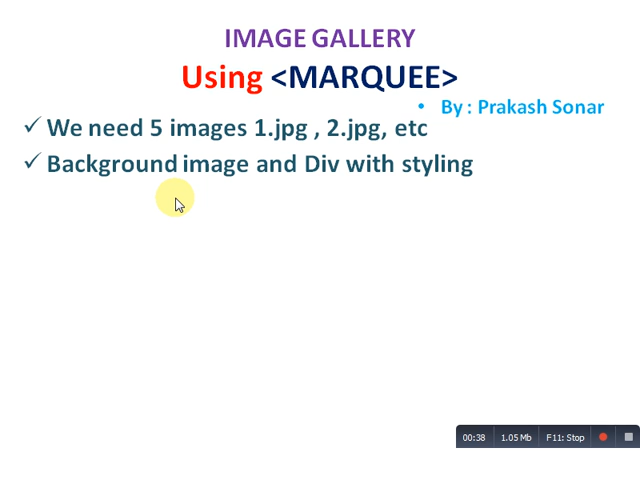 IMAGE GALLERY
Using <MARQUEE>
• By : Prakash Sonar
✓ We need 5 images 1.jpg , 2.jpg, etc
✓ Background image and Div with styling
00:38 1.05 Mb F11: Stop